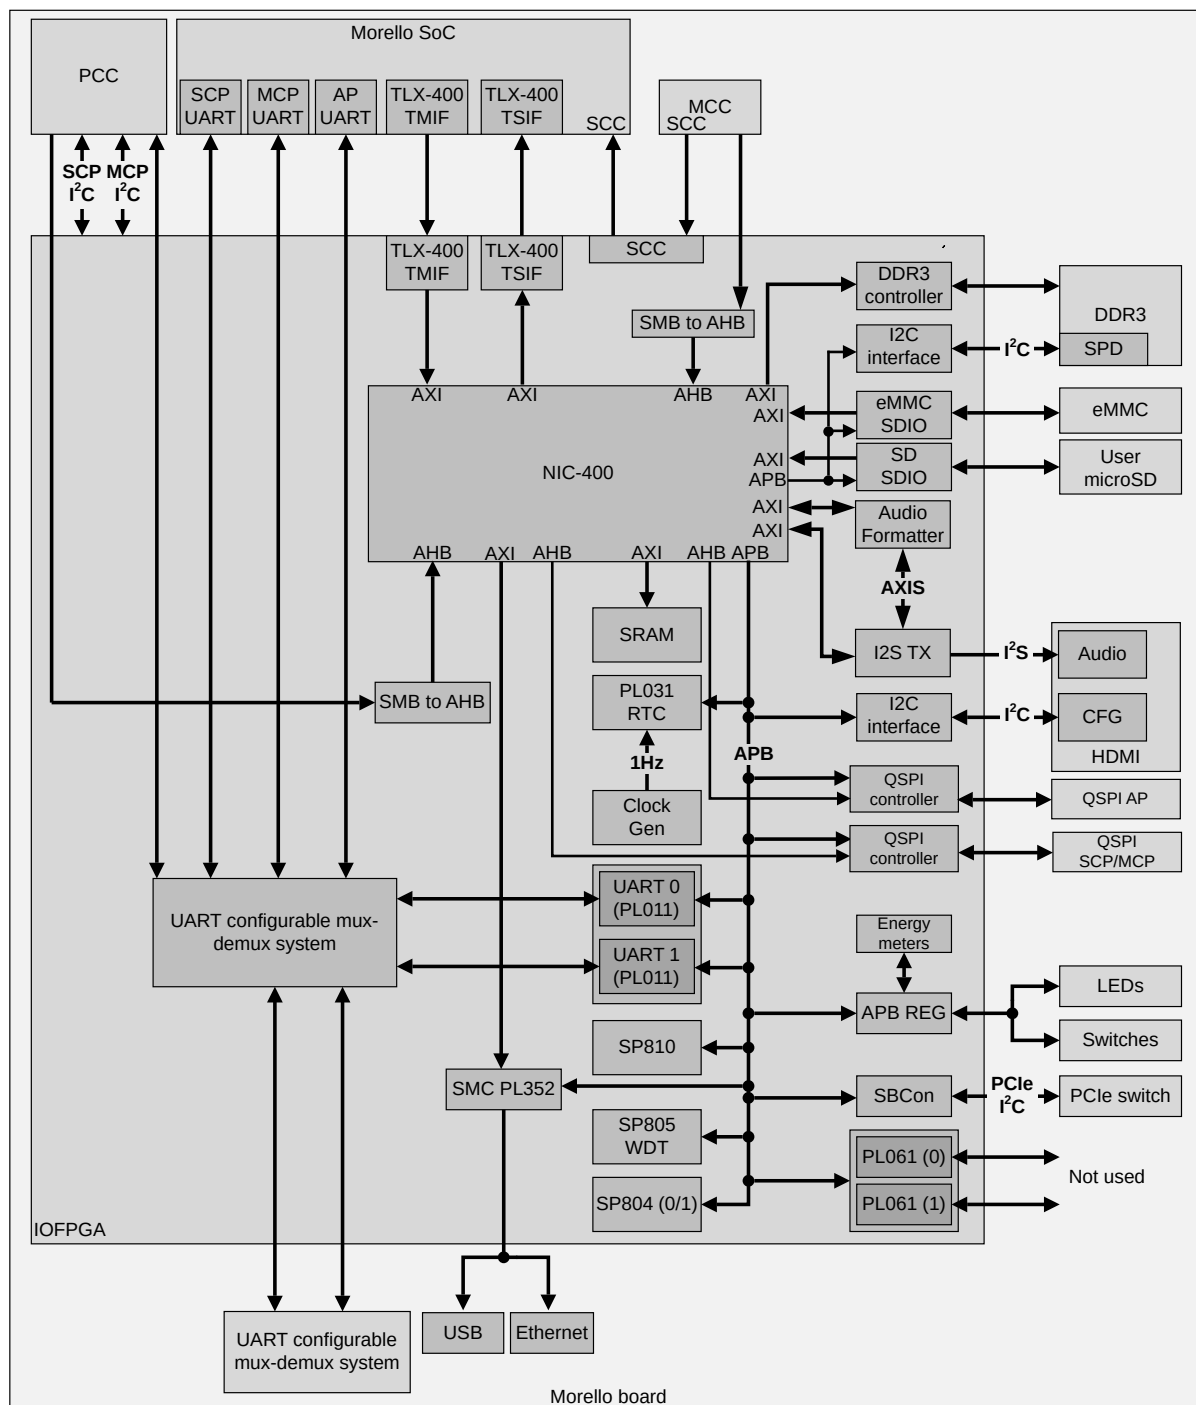 Morello SoC
PCC
SCP
UART
MCP
UART
AP
UART
TLX-400
TMIF
TLX-400
TSIF
SCC
MCC
SCC
SCP
I²C
MCP
I²C
TLX-400
TMIF
TLX-400
TSIF
SCC
DDR3
controller
DDR3
SPD
SMB to AHB
I2C
interface
I²C
AXI
AXI
AHB
AXI
AXI
eMMC
SDIO
eMMC
NIC-400
AXI
APB
SD
SDIO
User
microSD
AXI
AXI
Audio
Formatter
AHB
AXI
AHB
AXI
AHB
APB
AXIS
SRAM
I2S TX
I²S
Audio
SMB to AHB
PL031
RTC
I2C
interface
I²C
CFG
HDMI
1Hz
APB
Clock
Gen
QSPI
controller
QSPI AP
QSPI
controller
QSPI
SCP/MCP
UART configurable mux-
demux system
UART 0
(PL011)
UART 1
(PL011)
Energy
meters
APB REG
LEDs
Switches
SP810
SMC PL352
SBCon
PCIe
I²C
PCIe switch
SP805
WDT
PL061 (0)
PL061 (1)
Not used
SP804 (0/1)
IOFPGA
USB
Ethernet
UART configurable
mux-demux system
Morello board